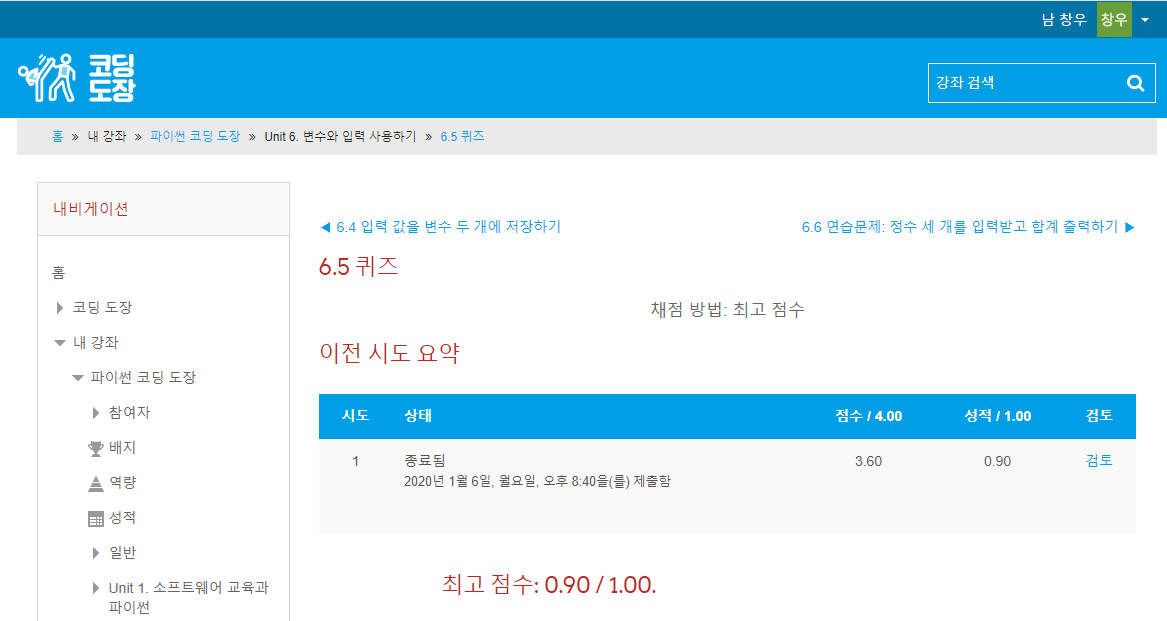 남 창우 창우
코딩
도장
강좌 검색
홈 » 내 강좌 » 파이썬 코딩 도장 » Unit 6. 변수와 입력 사용하기 » 6.5 퀴즈
내비게이션
홈
코딩 도장
내 강좌
파이썬 코딩 도장
참여자
배지
역량
성적
일반
Unit 1. 소프트웨어 교육과
파이썬
◀ 6.4 입력 값을 변수 두 개에 저장하기
6.6 연습문제: 정수 세 개를 입력받고 합계 출력하기 ▶
6.5 퀴즈
채점 방법: 최고 점수
이전 시도 요약
시도 상태 점수 / 4.00 성적 / 1.00 검토
1 종료됨 3.60 0.90 검토
2020년 1월 6일, 월요일, 오후 8:40을(를) 제출함
최고 점수: 0.90 / 1.00.